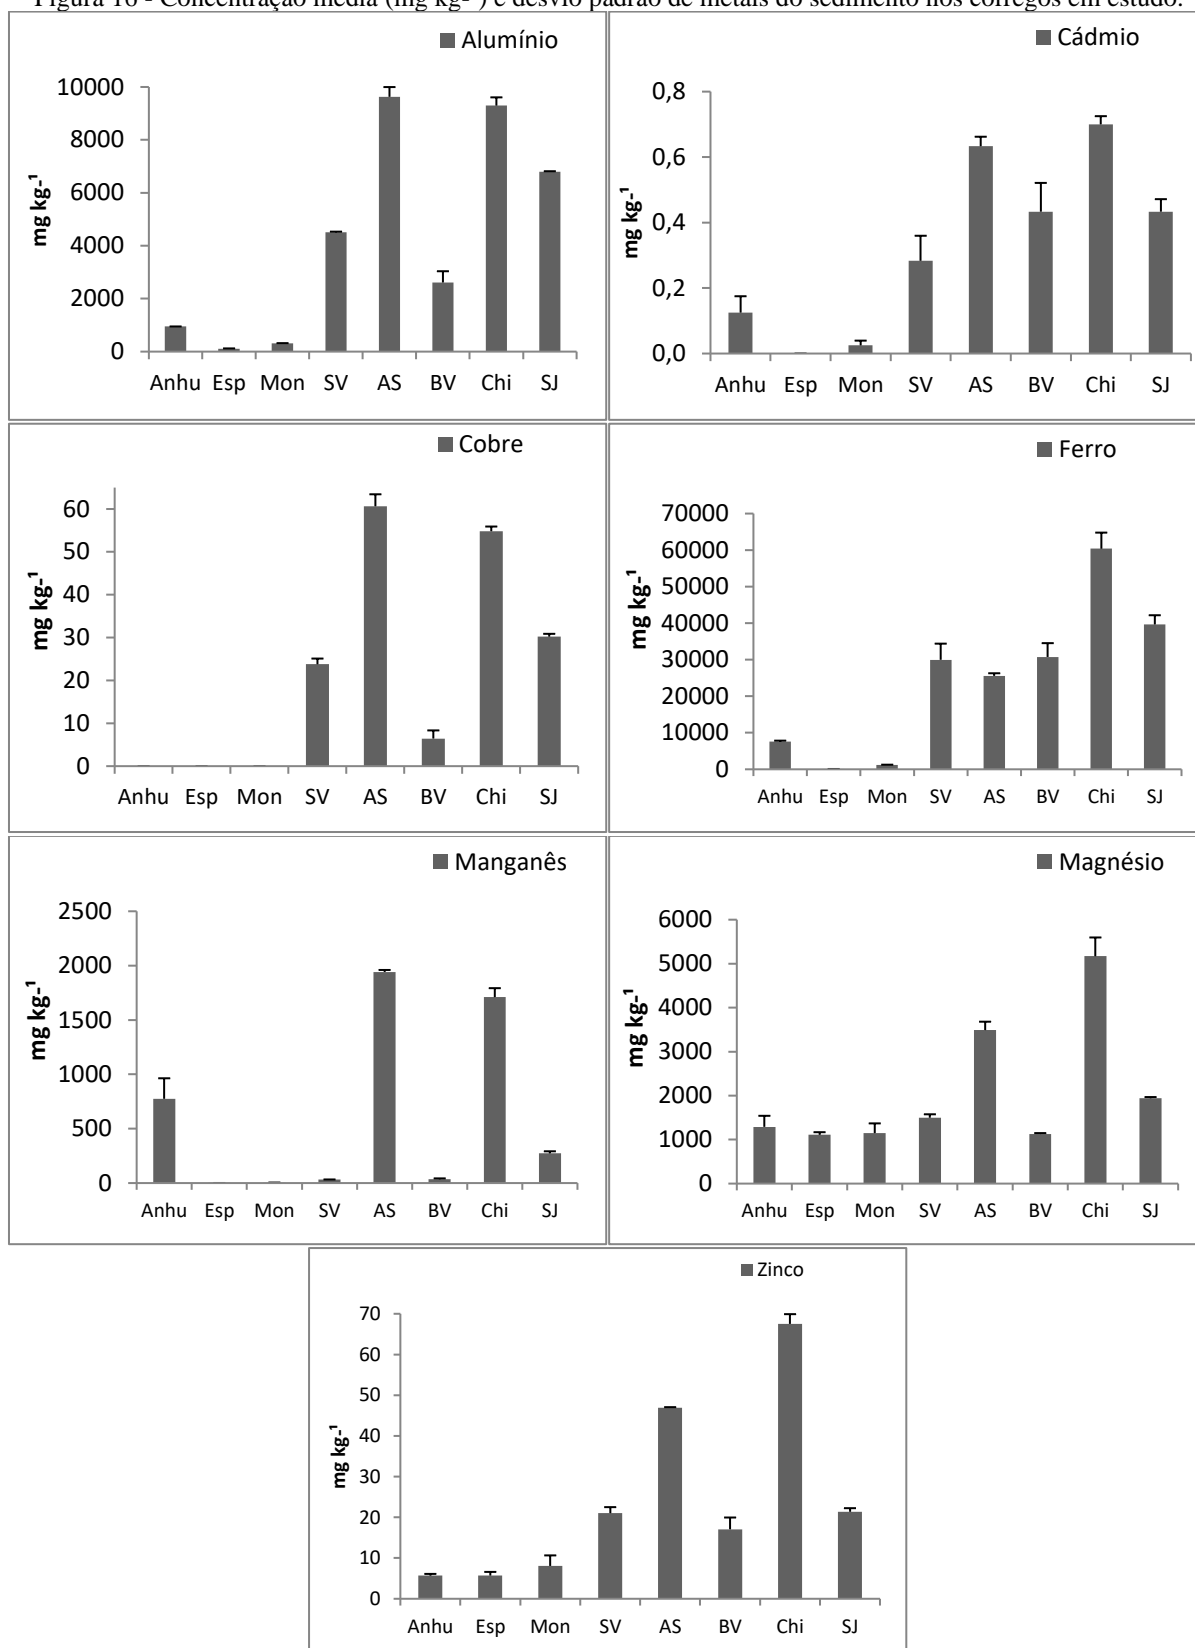 Figura 16 - Concentração média (mg kg-¹) e desvio padrão de metais do sedimento nos córregos em estudo.
Alumínio
mg kg-¹
10000
8000
6000
4000
2000
0
Anhu Esp Mon SV AS BV Chi SJ
Cádmio
mg kg-¹
0,8
0,6
0,4
0,2
0,0
Anhu Esp Mon SV AS BV Chi SJ
Cobre
mg kg-¹
60
50
40
30
20
10
0
Anhu Esp Mon SV AS BV Chi SJ
Ferro
mg kg-¹
70000
60000
50000
40000
30000
20000
10000
0
Anhu Esp Mon SV AS BV Chi SJ
Manganês
mg kg-¹
2500
2000
1500
1000
500
0
Anhu Esp Mon SV AS BV Chi SJ
Magnésio
mg kg-¹
6000
5000
4000
3000
2000
1000
0
Anhu Esp Mon SV AS BV Chi SJ
Zinco
mg kg-¹
70
60
50
40
30
20
10
0
Anhu Esp Mon SV AS BV Chi SJ